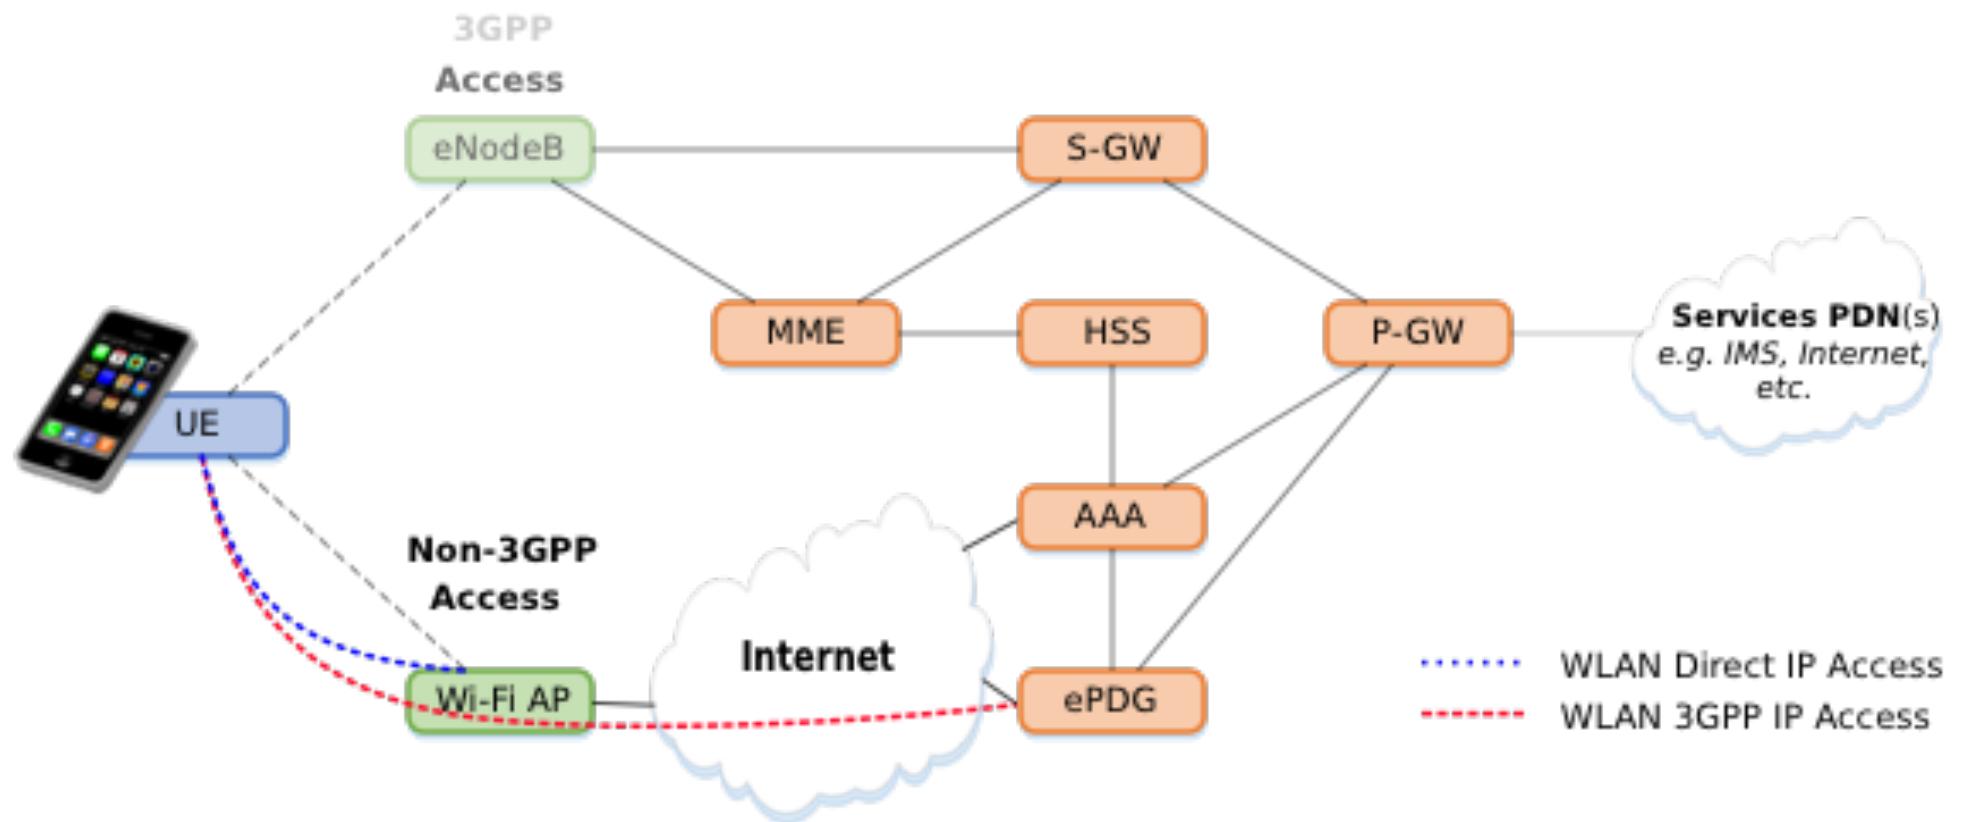 3GPP
Access
eNodeB
S-GW
MME
HSS
P-GW
Services PDN(s)
e.g. IMS, Internet,
etc.
UE
AAA
Non-3GPP
Access
Internet
Wi-Fi AP
ePDG
WLAN Direct IP Access
WLAN 3GPP IP Access